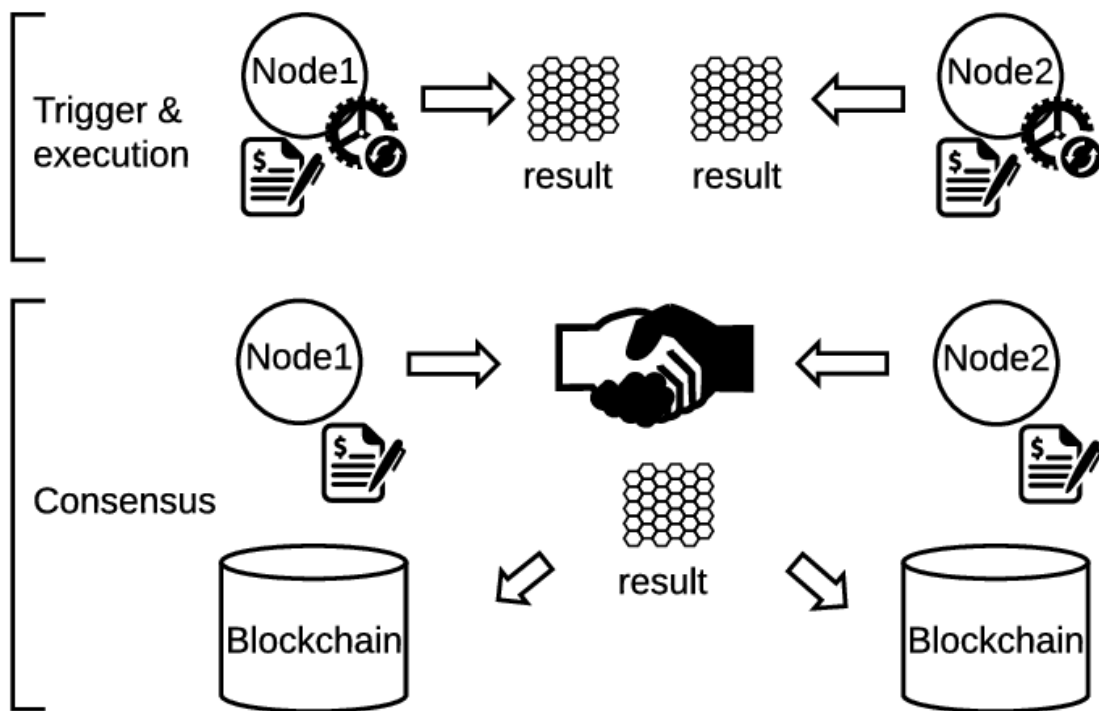 Node1
Node2
Trigger &
execution
$
$
result
result
Node1
Node2
$
$
Consensus
result
Blockchain
Blockchain